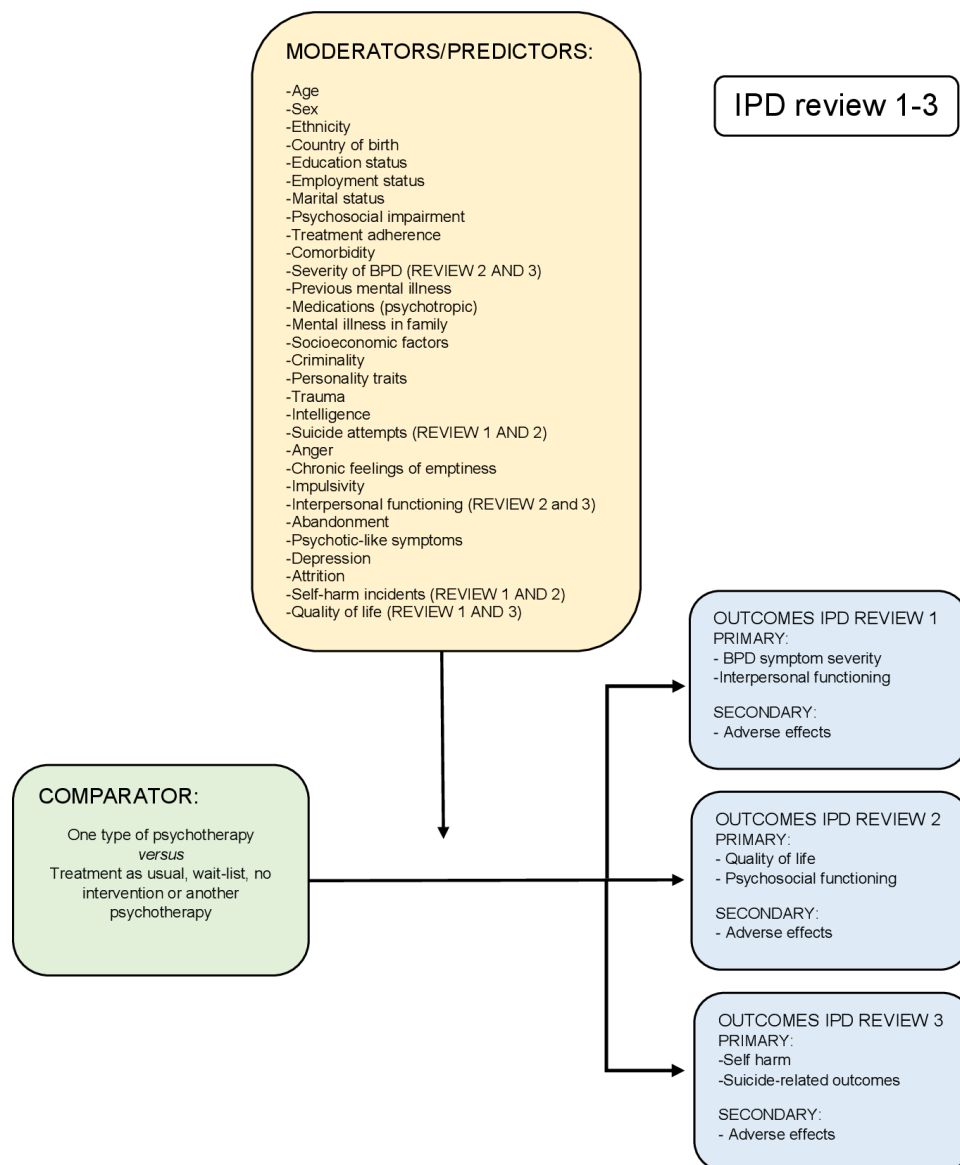 MODERATORS/PREDICTORS:
-Age
-Sex
-Ethnicity
-Country of birth
-Education status
-Employment status
-Marital status
-Psychosocial impairment
-Treatment adherence
-Comorbidity
-Severity of BPD (REVIEW 2 AND 3)
-Previous mental illness
-Medications (psychotropic)
-Mental illness in family
-Socioeconomic factors
-Criminality
-Personality traits
-Trauma
-Intelligence
-Suicide attempts (REVIEW 1 AND 2)
-Anger
-Chronic feelings of emptiness
-Impulsivity
-Interpersonal functioning (REVIEW 2 and 3)
-Abandonment
-Psychotic-like symptoms
-Depression
-Attrition
-Self-harm incidents (REVIEW 1 AND 2)
-Quality of life (REVIEW 1 AND 3)
IPD review 1-3
COMPARATOR:
One type of psychotherapy
versus
Treatment as usual, wait-list, no
intervention or another
psychotherapy
OUTCOMES IPD REVIEW 1
PRIMARY:
- BPD symptom severity
-Interpersonal functioning
SECONDARY:
- Adverse effects
OUTCOMES IPD REVIEW 2
PRIMARY:
- Quality of life
- Psychosocial functioning
SECONDARY:
- Adverse effects
OUTCOMES IPD REVIEW 3
PRIMARY:
-Self harm
-Suicide-related outcomes
SECONDARY:
- Adverse effects